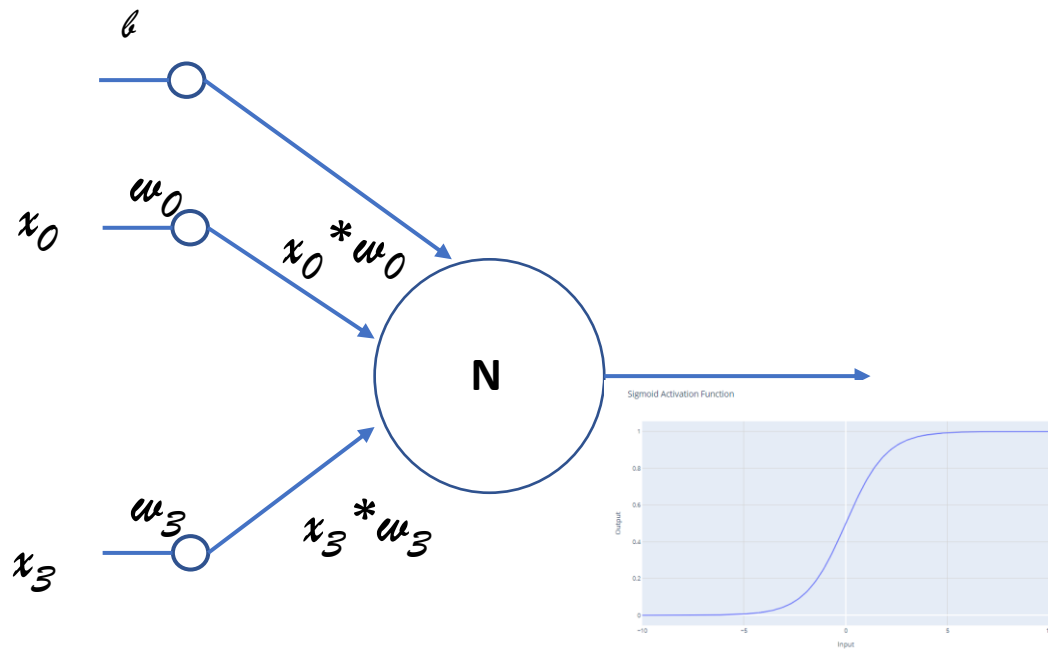 b
w0
x0
x0*w0
N
Sigmoid Activation Function
1
0.8
0.6
0.4
0.2
0
Output
−10
−5
0
5
1
Input
w3
x3*w3
x3